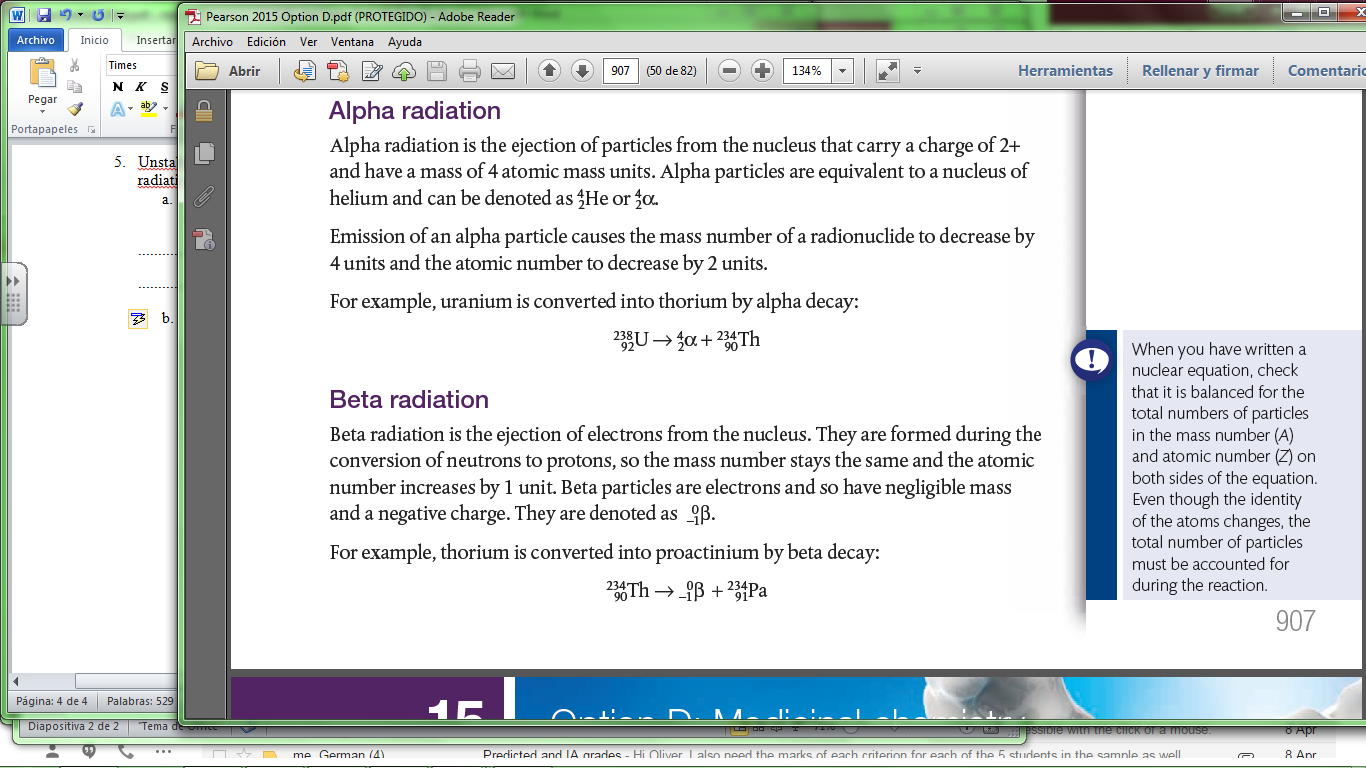 Pearson 2015 Option D.pdf (PROTEGIDO) - Adobe Reader
Archivo Inicio Insertar
Archivo Edición Ver Ventana Ayuda
Times
Abrir 907 (50 de 82) 134% Herramientas Rellenar y firmar Comentario
N K S
Pegar
Portapapeles
5. Unsta
radiati
a.
b.
Alpha radiation
Alpha radiation is the ejection of particles from the nucleus that carry a charge of 2+
and have a mass of 4 atomic mass units. Alpha particles are equivalent to a nucleus of
helium and can be denoted as ⁴₂He or ⁴₂α.
Emission of an alpha particle causes the mass number of a radionuclide to decrease by
4 units and the atomic number to decrease by 2 units.
For example, uranium is converted into thorium by alpha decay:
²³⁸₉₂U → ⁴₂α + ²³⁴₉₀Th
Beta radiation
Beta radiation is the ejection of electrons from the nucleus. They are formed during the
conversion of neutrons to protons, so the mass number stays the same and the atomic
number increases by 1 unit. Beta particles are electrons and so have negligible mass
and a negative charge. They are denoted as ⁰₋₁β.
For example, thorium is converted into proactinium by beta decay:
²³⁴₉₀Th → ⁰₋₁β + ²³⁴₉₁Pa
When you have written a
nuclear equation, check
that it is balanced for the
total numbers of particles
in the mass number (A)
and atomic number (Z) on
both sides of the equation.
Even though the identity
of the atoms changes, the
total number of particles
must be accounted for
during the reaction.
907
15 Option D: Medicinal chemistry
Página: 4 de 4 Palabras: 529
Diapositiva 2 de 2 "Tema de Office" 71%
essible with the click of a mouse. 8 Apr
me, German (4) Predicted and IA grades - Hi Oliver, I also need the marks of each criterion for each of the 5 students in the sample as well 8 Apr